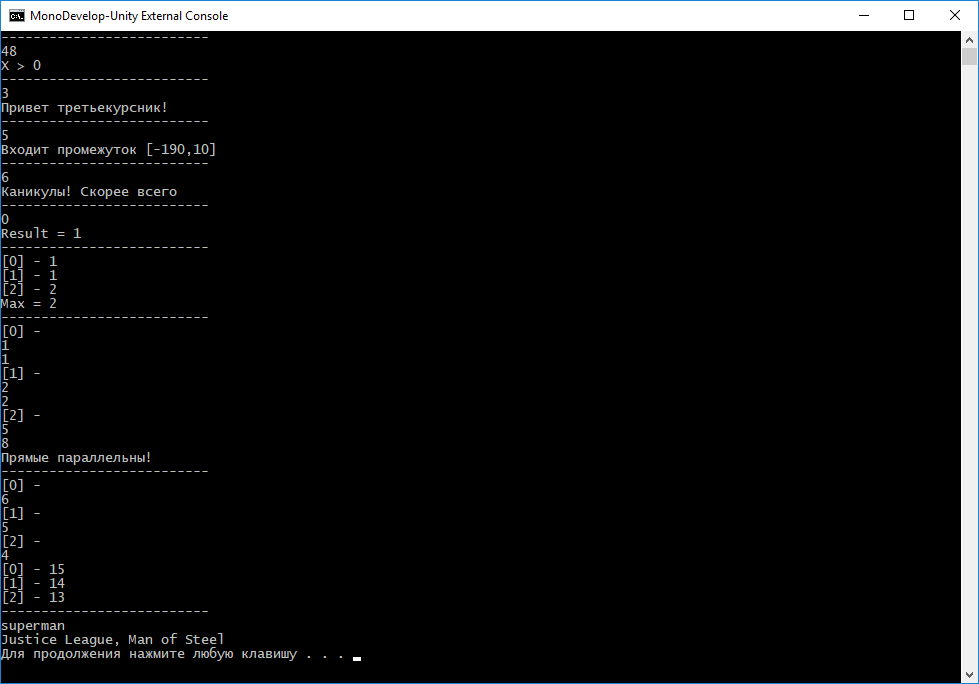 MonoDevelop-Unity External Console
--------------------------
48
X > 0
--------------------------
3
Привет третьекурсник!
--------------------------
5
Входит промежуток [-190,10]
--------------------------
6
Каникулы! Скорее всего
--------------------------
0
Result = 1
--------------------------
[0] - 1
[1] - 1
[2] - 2
Max = 2
--------------------------
[0] -
1
1
[1] -
2
2
[2] -
5
8
Прямые параллельны!
--------------------------
[0] -
6
[1] -
5
[2] -
4
[0] - 15
[1] - 14
[2] - 13
--------------------------
superman
Justice League, Man of Steel
Для продолжения нажмите любую клавишу . . .